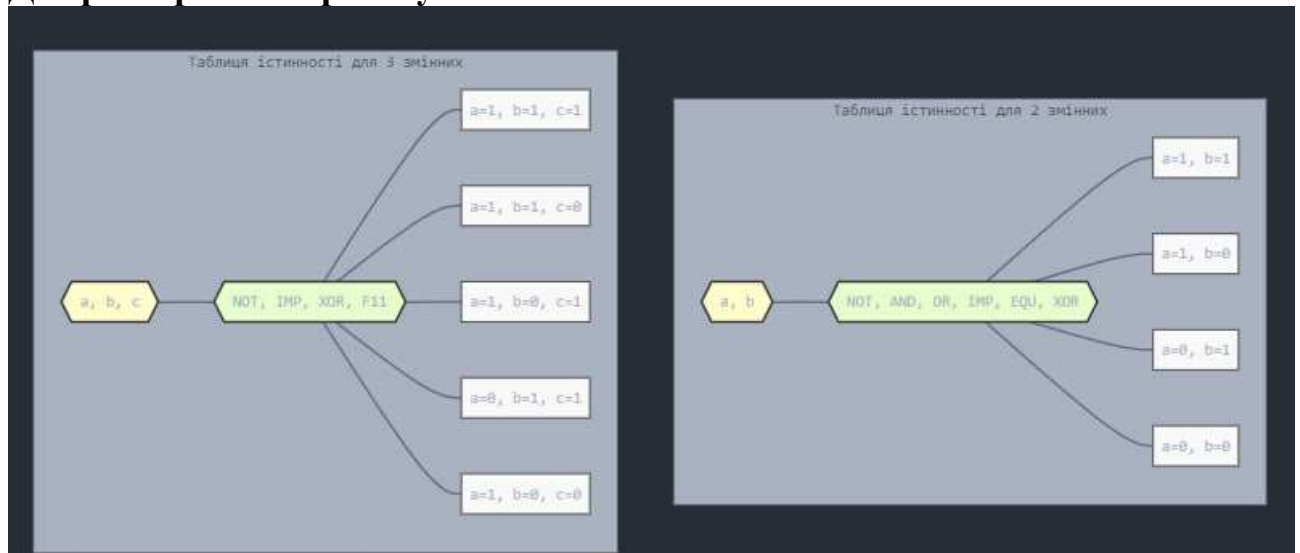 Таблиця істинності для 3 змінних
a=1, b=1, c=1
a=1, b=1, c=0
a, b, c
NOT, IMP, XOR, F11
a=1, b=0, c=1
a=0, b=1, c=1
a=1, b=0, c=0
Таблиця істинності для 2 змінних
a=1, b=1
a=1, b=0
a, b
NOT, AND, OR, IMP, EQU, XOR
a=0, b=1
a=0, b=0